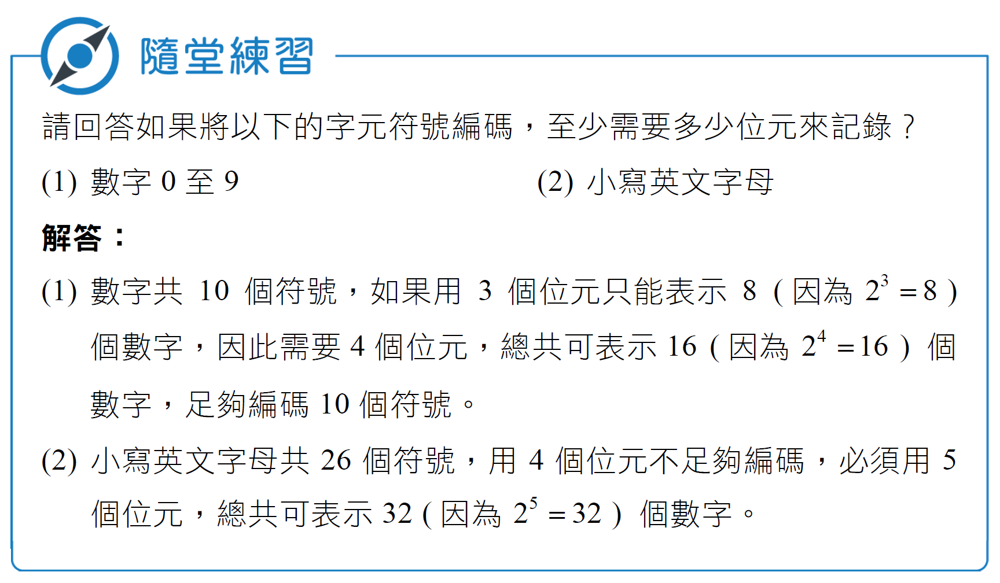 隨堂練習
請回答如果將以下的字元符號編碼，至少需要多少位元來記錄？
(1) 數字 0 至 9 (2) 小寫英文字母
解答：
(1) 數字共 10 個符號，如果用 3 個位元只能表示 8 ( 因為 2³ = 8 )
個數字，因此需要 4 個位元，總共可表示 16 ( 因為 2⁴ = 16 ) 個
數字，足夠編碼 10 個符號。
(2) 小寫英文字母共 26 個符號，用 4 個位元不足夠編碼，必須用 5
個位元，總共可表示 32 ( 因為 2⁵ = 32 ) 個數字。